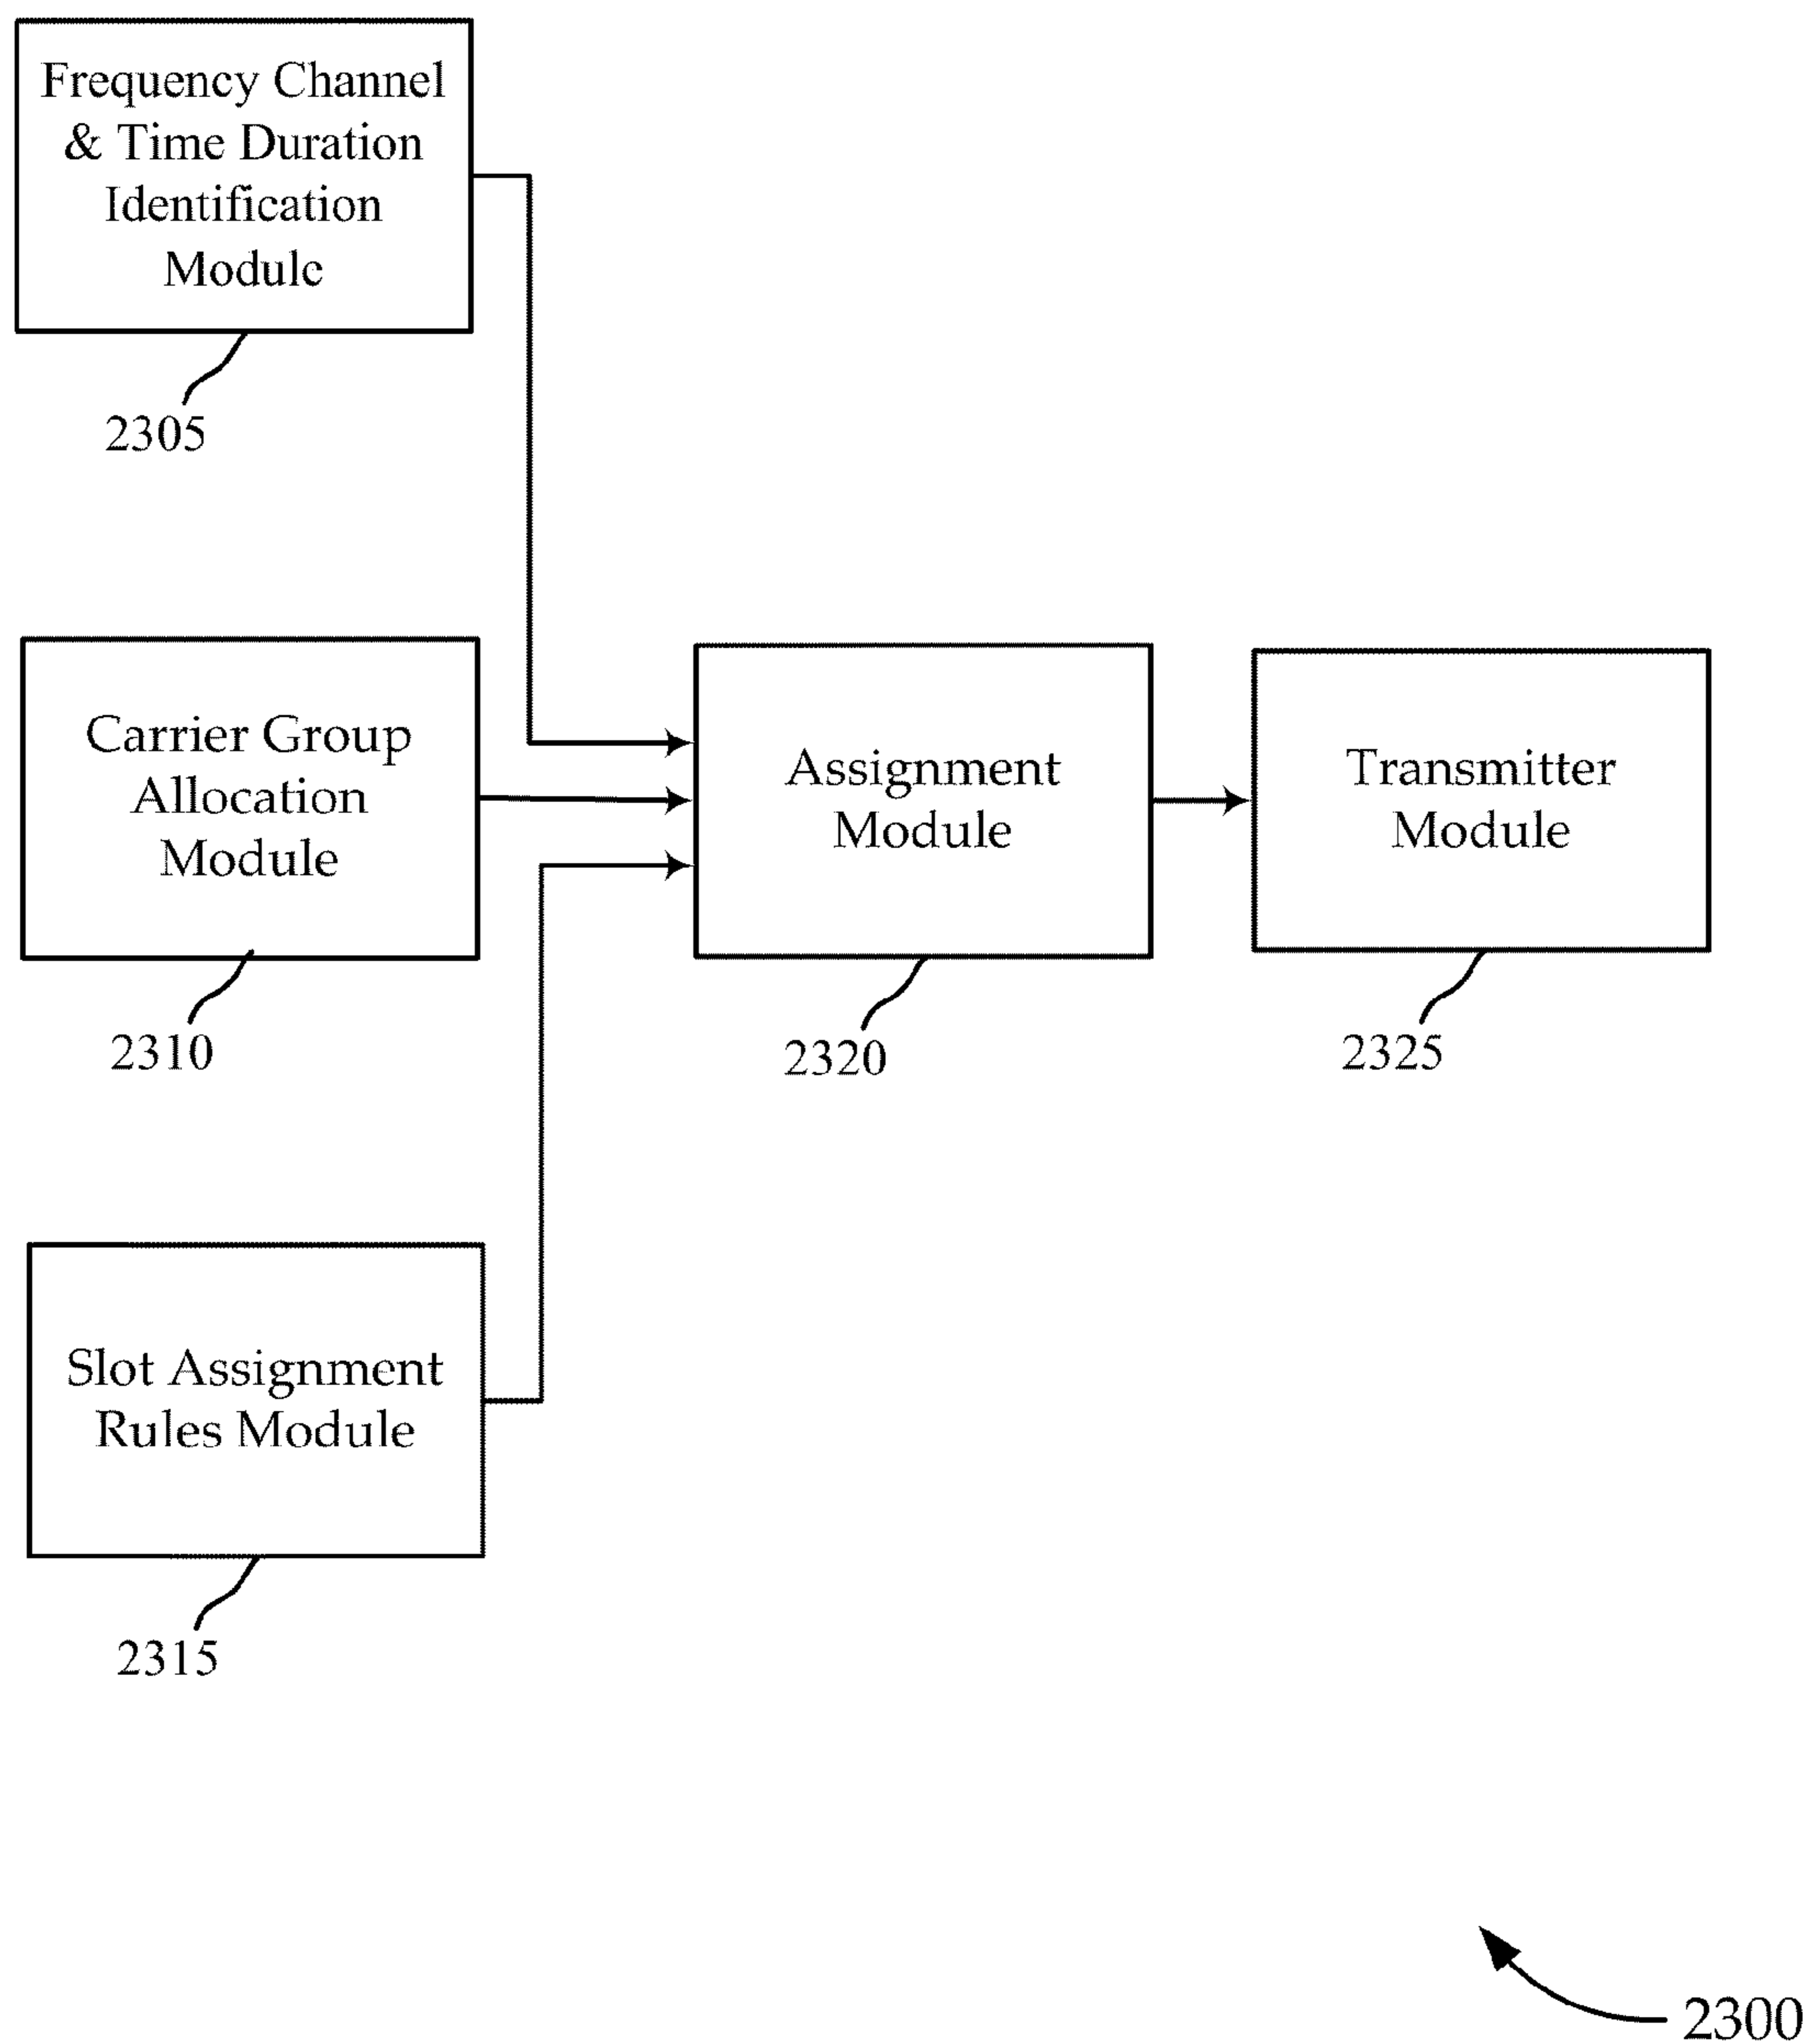 Frequency Channel
& Time Duration
Identification
Module
2305
Carrier Group
Allocation
Module
2310
Assignment
Module
2320
Transmitter
Module
2325
Slot Assignment
Rules Module
2315
2300